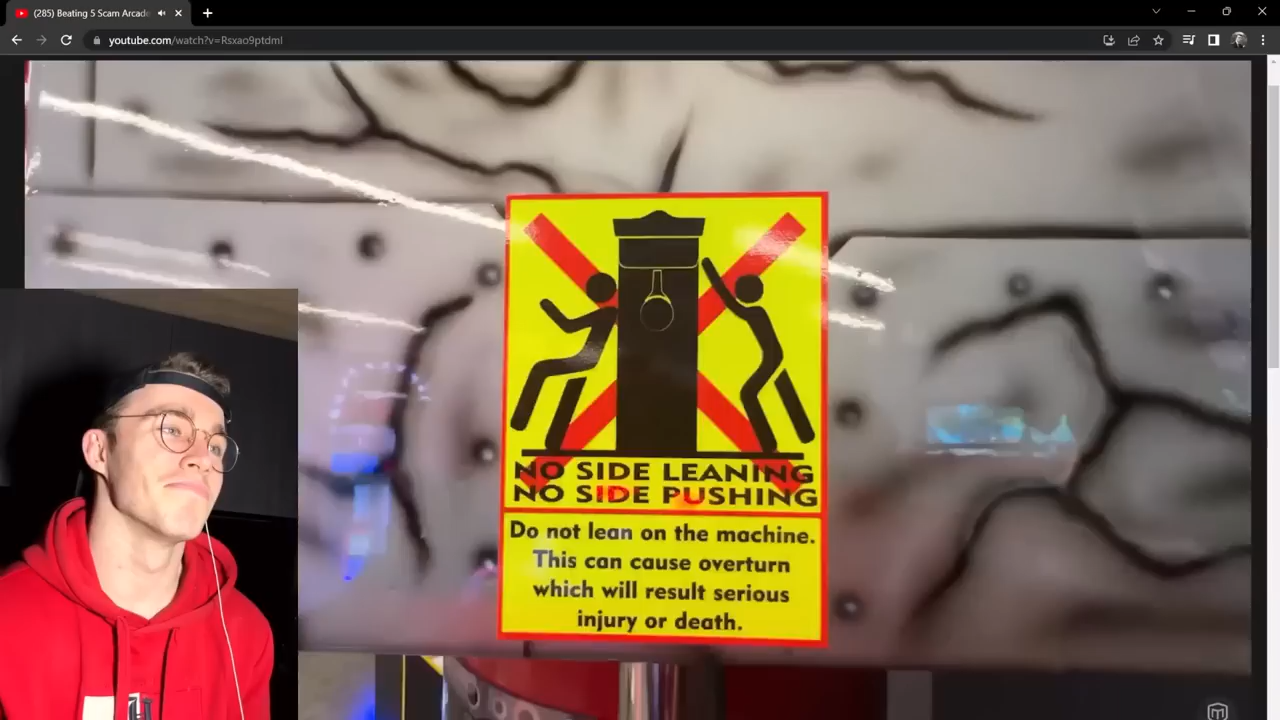 (285) Beating 5 Scam Arcade
youtube.com/watch?v=Rsxao9ptdmI
NO SIDE LEANING
NO SIDE PUSHING
Do not lean on the machine.
This can cause overturn
which will result serious
injury or death.